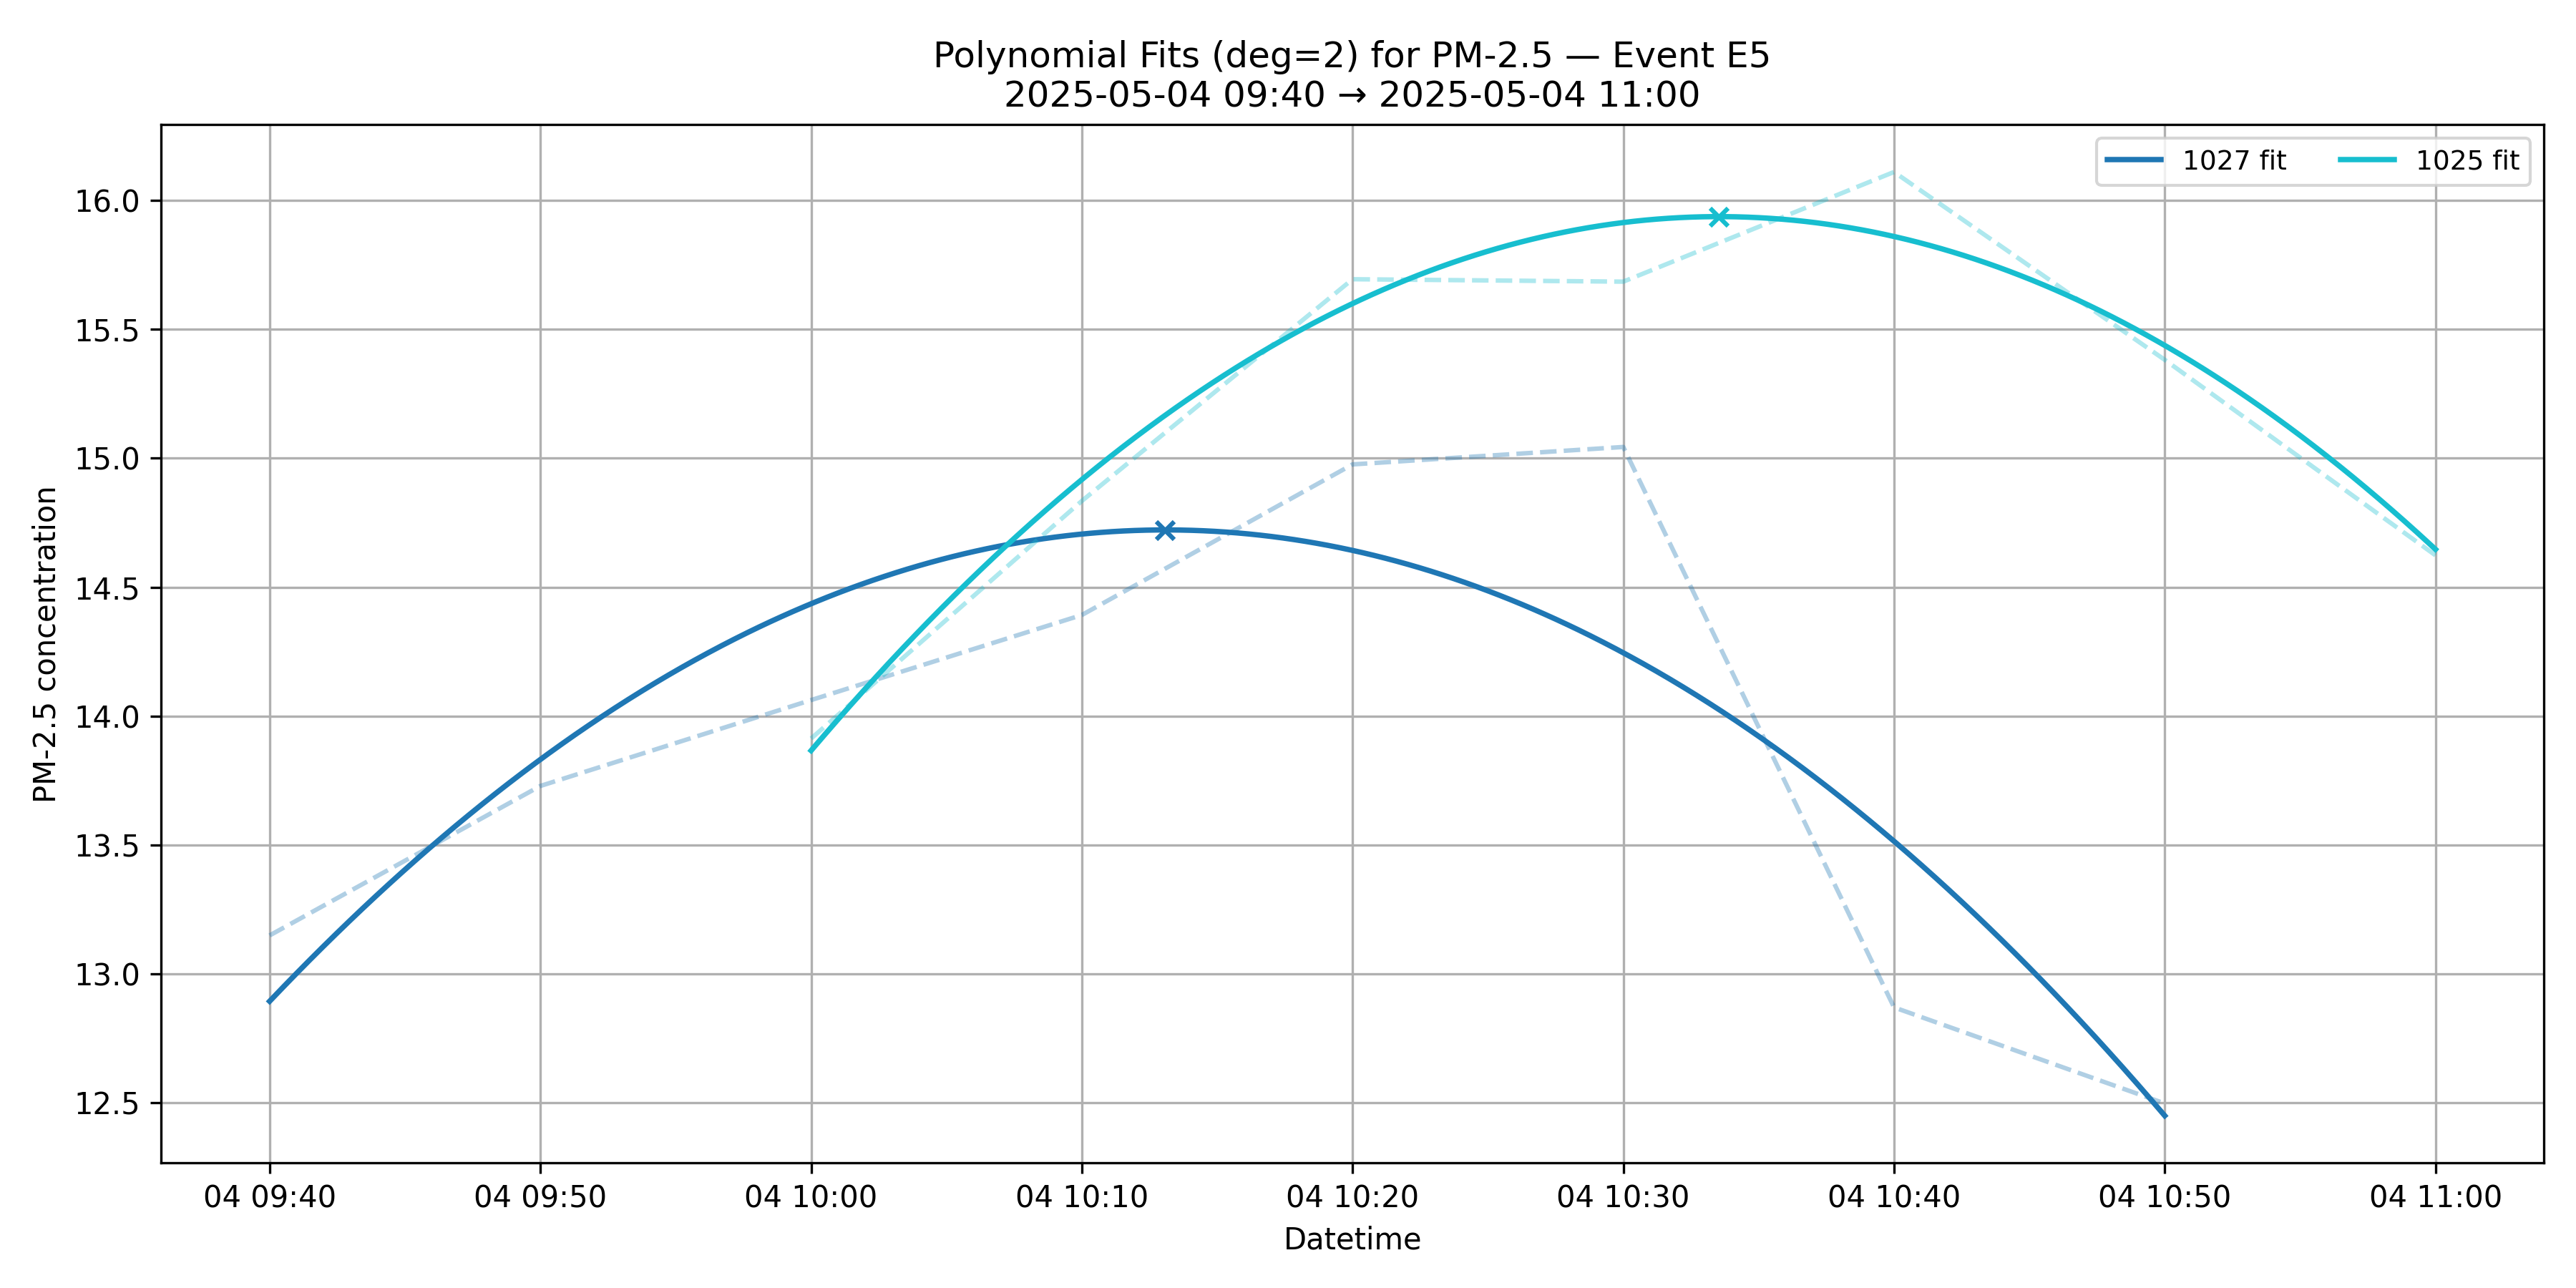 Polynomial Fits (deg=2) for PM-2.5 — Event E5
2025-05-04 09:40 → 2025-05-04 11:00
1027 fit 1025 fit
PM-2.5 concentration
16.0
15.5
15.0
14.5
14.0
13.5
13.0
12.5
04 09:40 04 09:50 04 10:00 04 10:10 04 10:20 04 10:30 04 10:40 04 10:50 04 11:00
Datetime